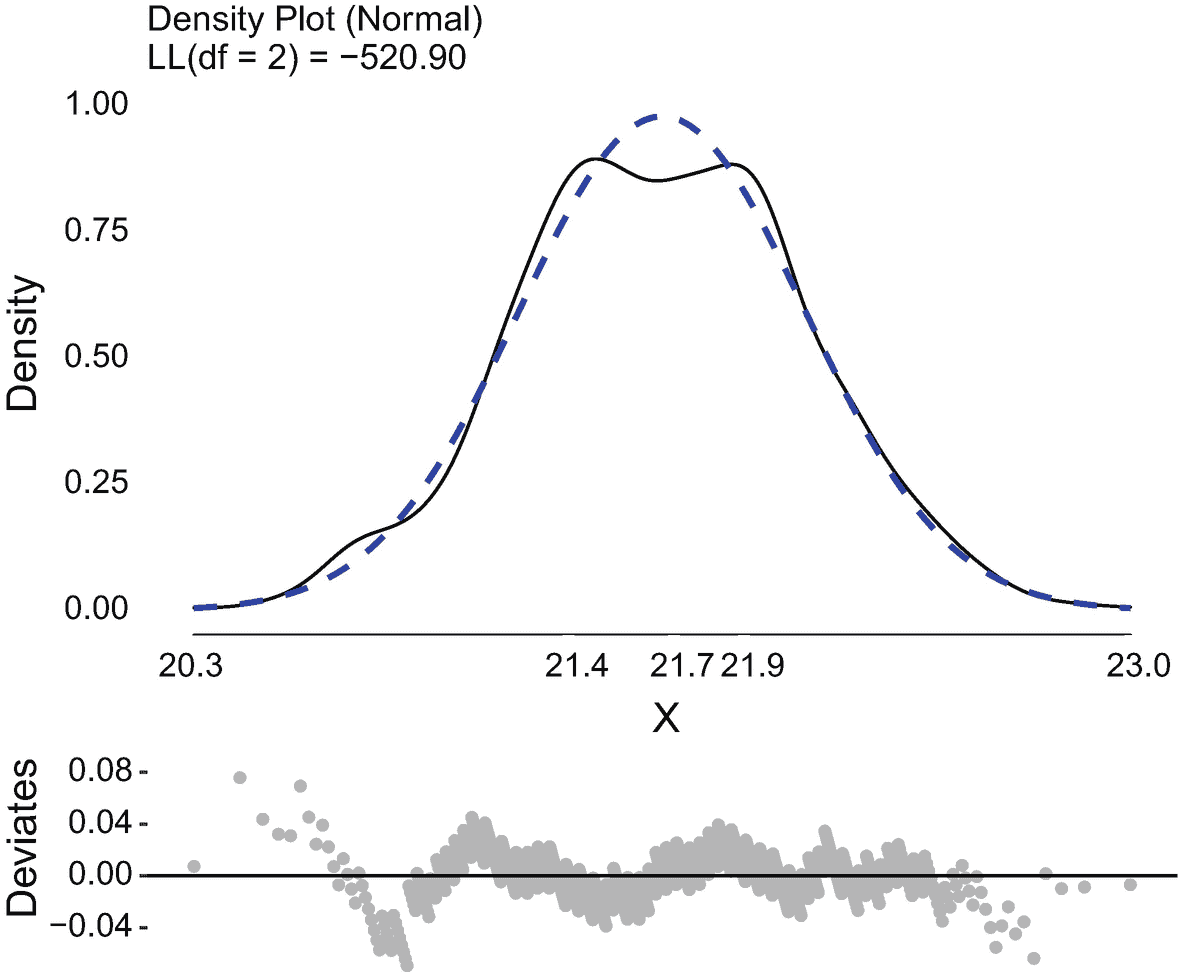 Density Plot (Normal)
LL(df = 2) = −520.90
1.00
0.75
0.50
0.25
0.00
Density
20.3 21.4 21.7 21.9 23.0
X
0.08
0.04
0.00
−0.04
Deviates